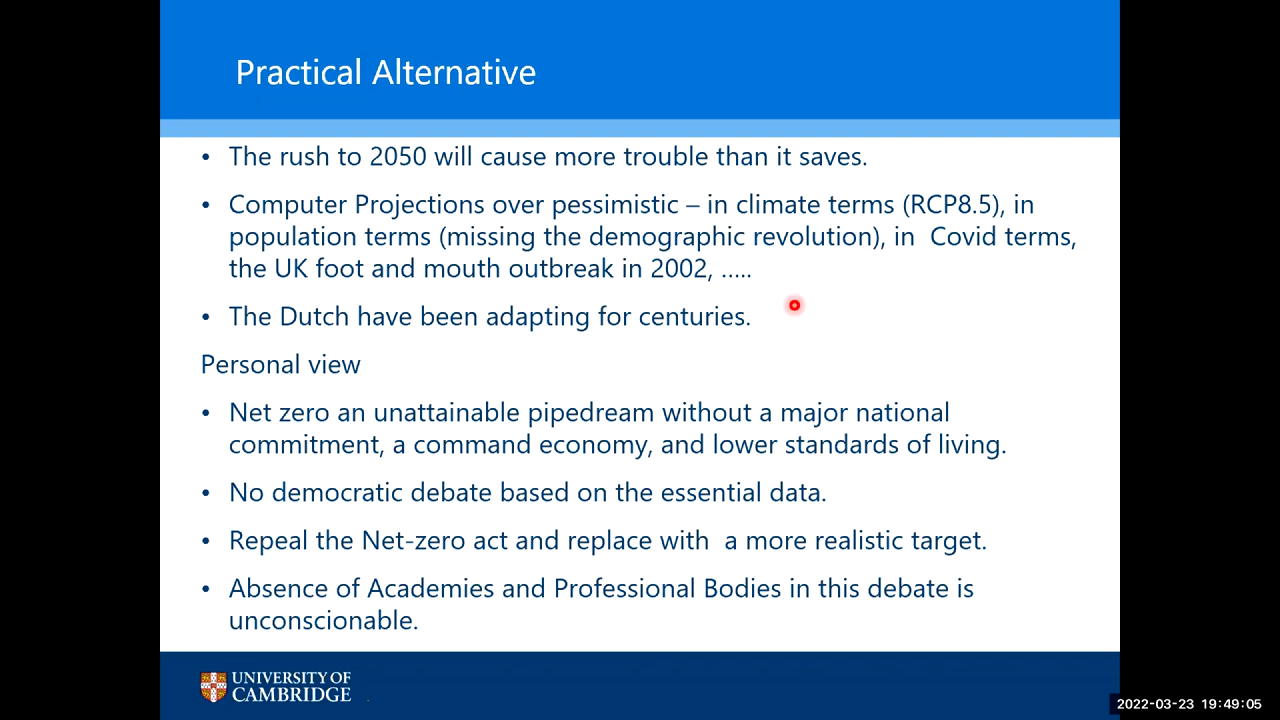 Practical Alternative
• The rush to 2050 will cause more trouble than it saves.
• Computer Projections over pessimistic – in climate terms (RCP8.5), in
population terms (missing the demographic revolution), in  Covid terms,
the UK foot and mouth outbreak in 2002, .....
• The Dutch have been adapting for centuries.
Personal view
• Net zero an unattainable pipedream without a major national
commitment, a command economy, and lower standards of living.
• No democratic debate based on the essential data.
• Repeal the Net-zero act and replace with  a more realistic target.
• Absence of Academies and Professional Bodies in this debate is
unconscionable.
UNIVERSITY OF
CAMBRIDGE
2022-03-23 19:49:05